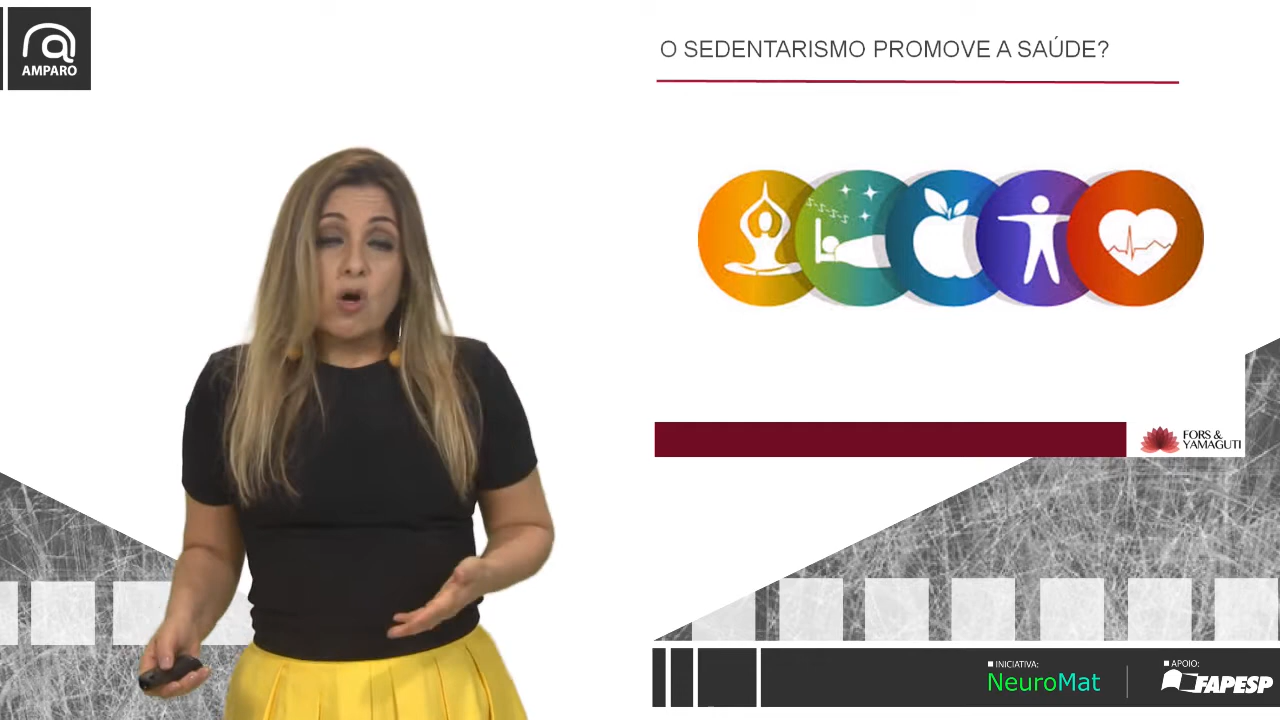 AMPARO
O SEDENTARISMO PROMOVE A SAÚDE?
FORS &
YAMAGUTI
INICIATIVA:
NeuroMat
APOIO:
FAPESP